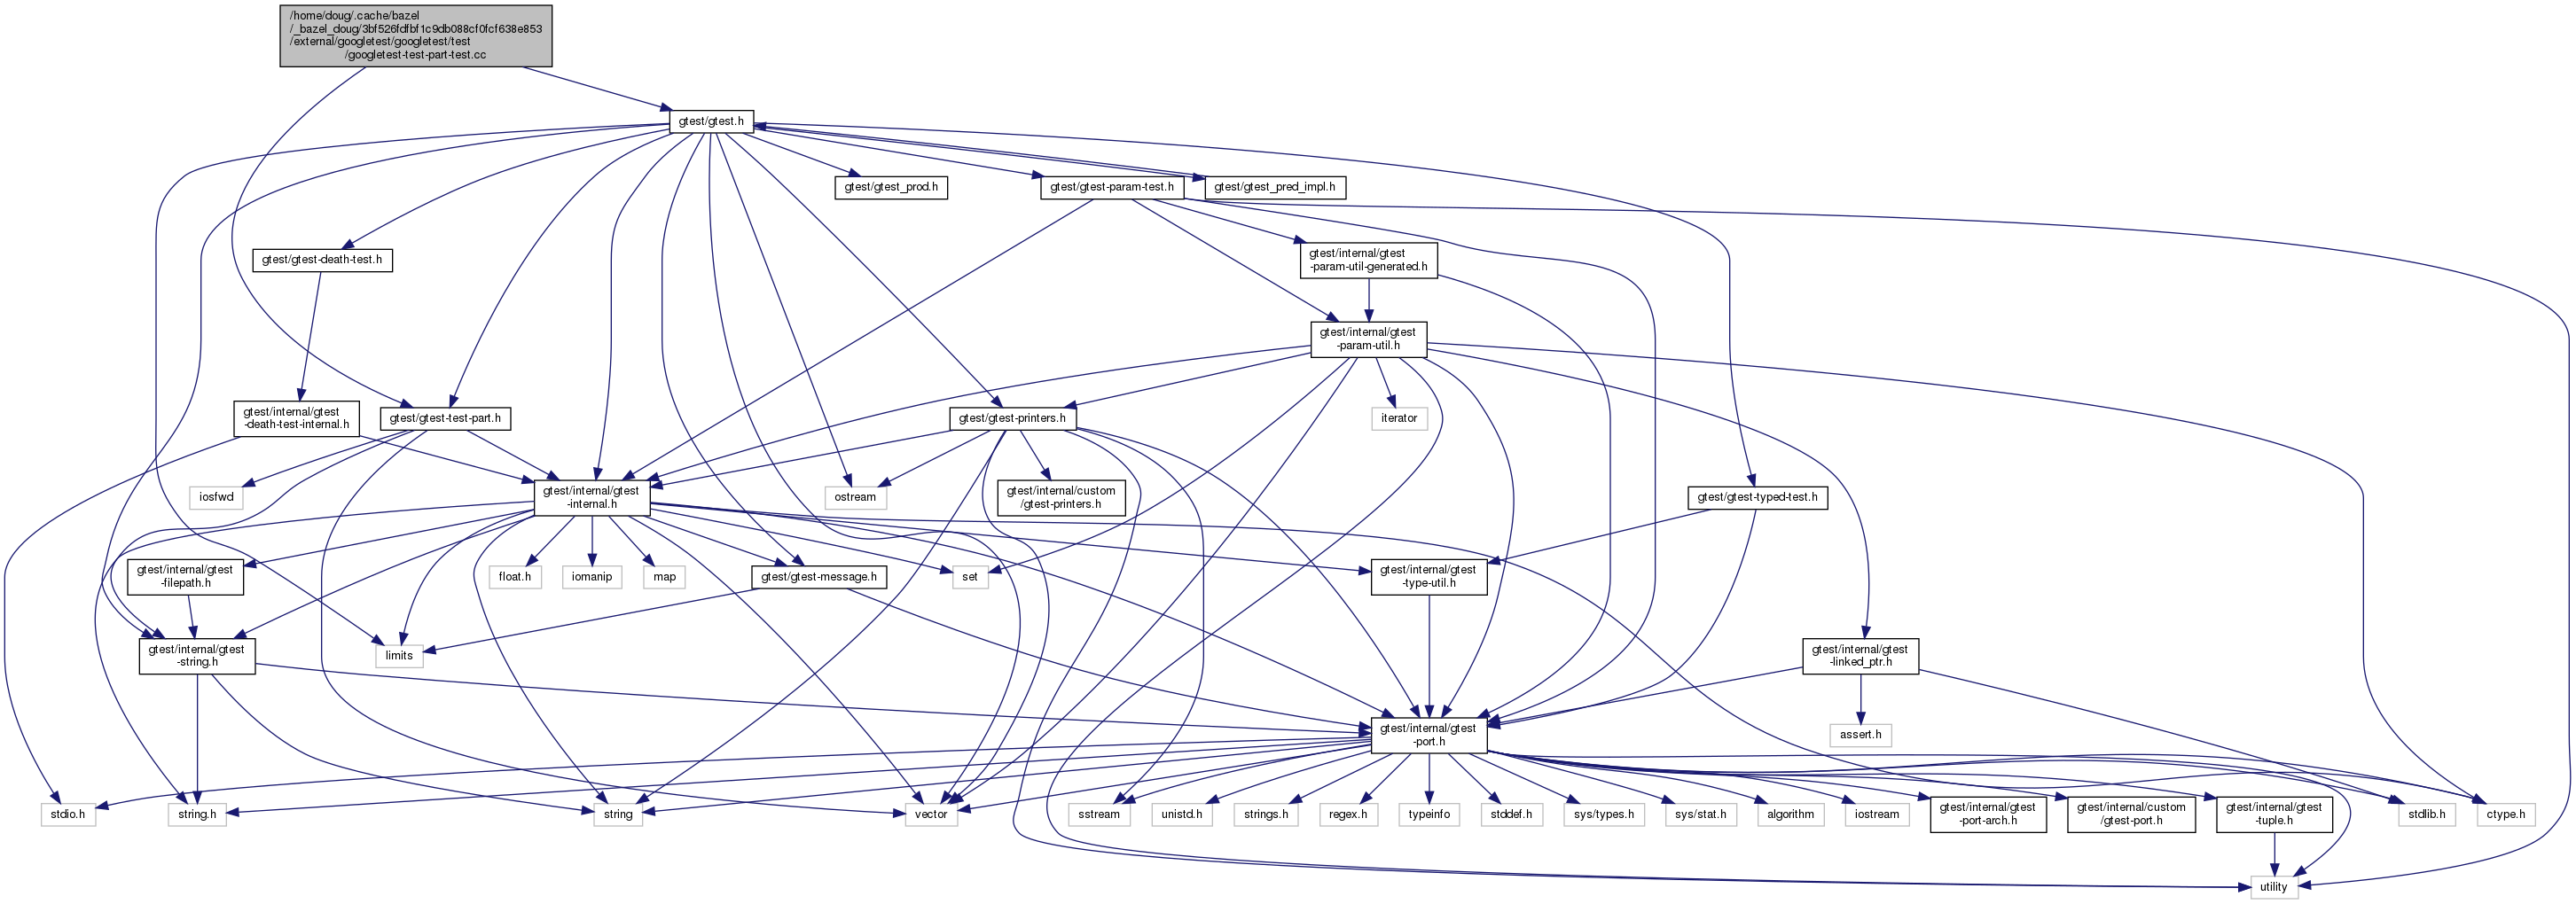 /home/doug/.cache/bazel
/_bazel_doug/3bf526fdfbf1c9db088cf0fcf638e853
/external/googletest/googletest/test
/googletest-test-part-test.cc
gtest/gtest.h
gtest/gtest_prod.h
gtest/gtest-param-test.h
gtest/gtest_pred_impl.h
gtest/gtest-death-test.h
gtest/internal/gtest
-param-util-generated.h
gtest/internal/gtest
-param-util.h
gtest/internal/gtest
-death-test-internal.h
gtest/gtest-test-part.h
gtest/gtest-printers.h
iterator
iosfwd
gtest/internal/gtest
-internal.h
ostream
gtest/internal/custom
/gtest-printers.h
gtest/gtest-typed-test.h
gtest/internal/gtest
-filepath.h
float.h
iomanip
map
gtest/gtest-message.h
set
gtest/internal/gtest
-type-util.h
gtest/internal/gtest
-string.h
limits
gtest/internal/gtest
-linked_ptr.h
gtest/internal/gtest
-port.h
assert.h
stdio.h
string.h
string
vector
sstream
unistd.h
strings.h
regex.h
typeinfo
stddef.h
sys/types.h
sys/stat.h
algorithm
iostream
gtest/internal/gtest
-port-arch.h
gtest/internal/custom
/gtest-port.h
gtest/internal/gtest
-tuple.h
stdlib.h
ctype.h
utility